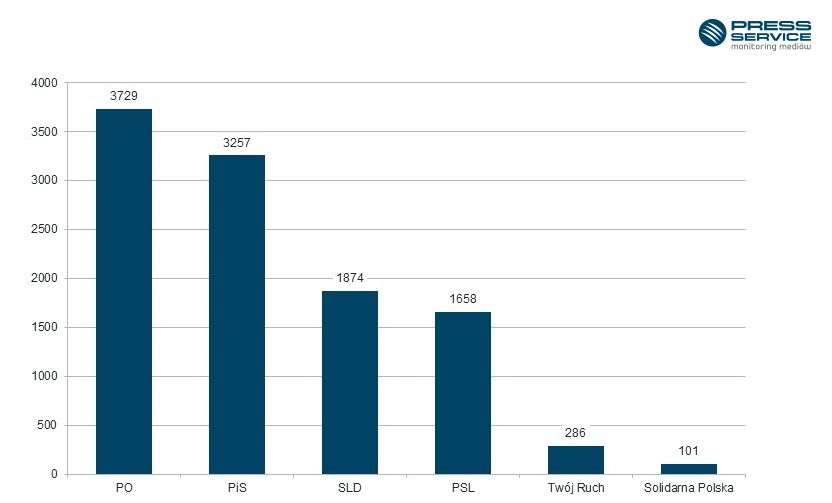 PRESS
SERVICE
monitoring mediów
4000
3500
3000
2500
2000
1500
1000
500
0
3729
3257
1874
1658
286
101
PO
PiS
SLD
PSL
Twój Ruch
Solidarna Polska